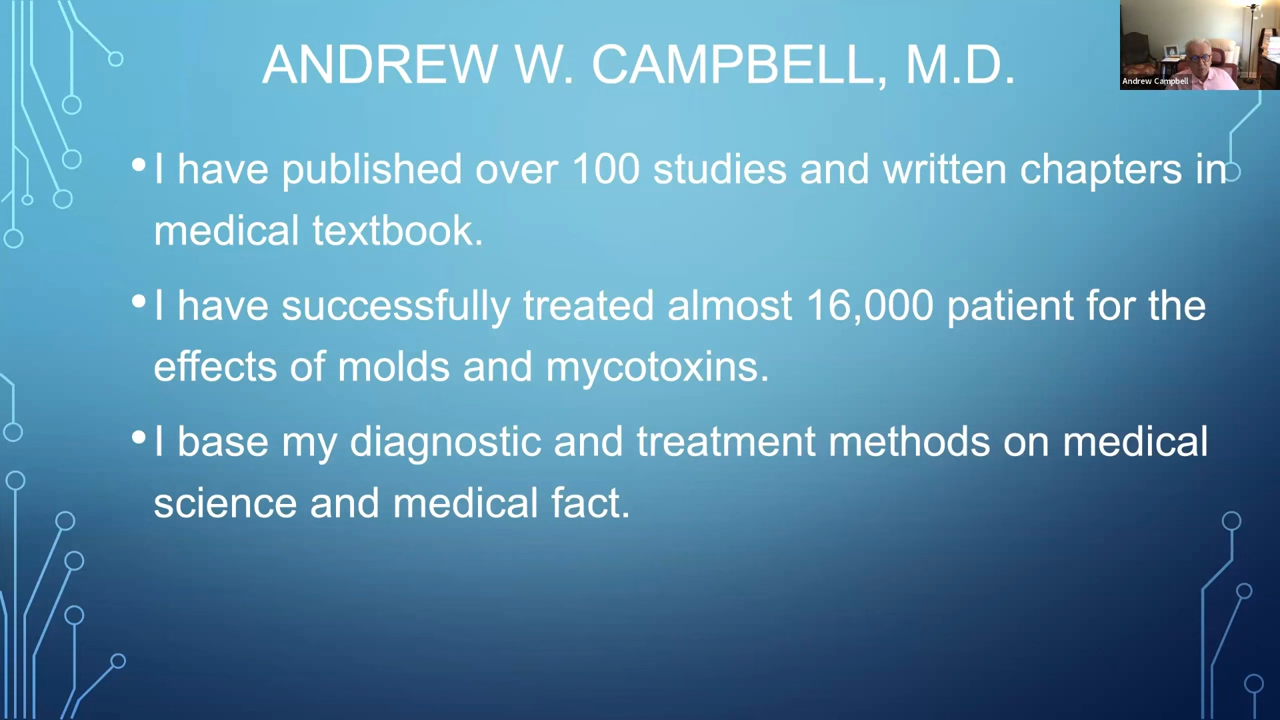 ANDREW W. CAMPBELL, M.D.
Andrew Campbell
•I have published over 100 studies and written chapters in
medical textbook.
•I have successfully treated almost 16,000 patient for the
effects of molds and mycotoxins.
•I base my diagnostic and treatment methods on medical
science and medical fact.